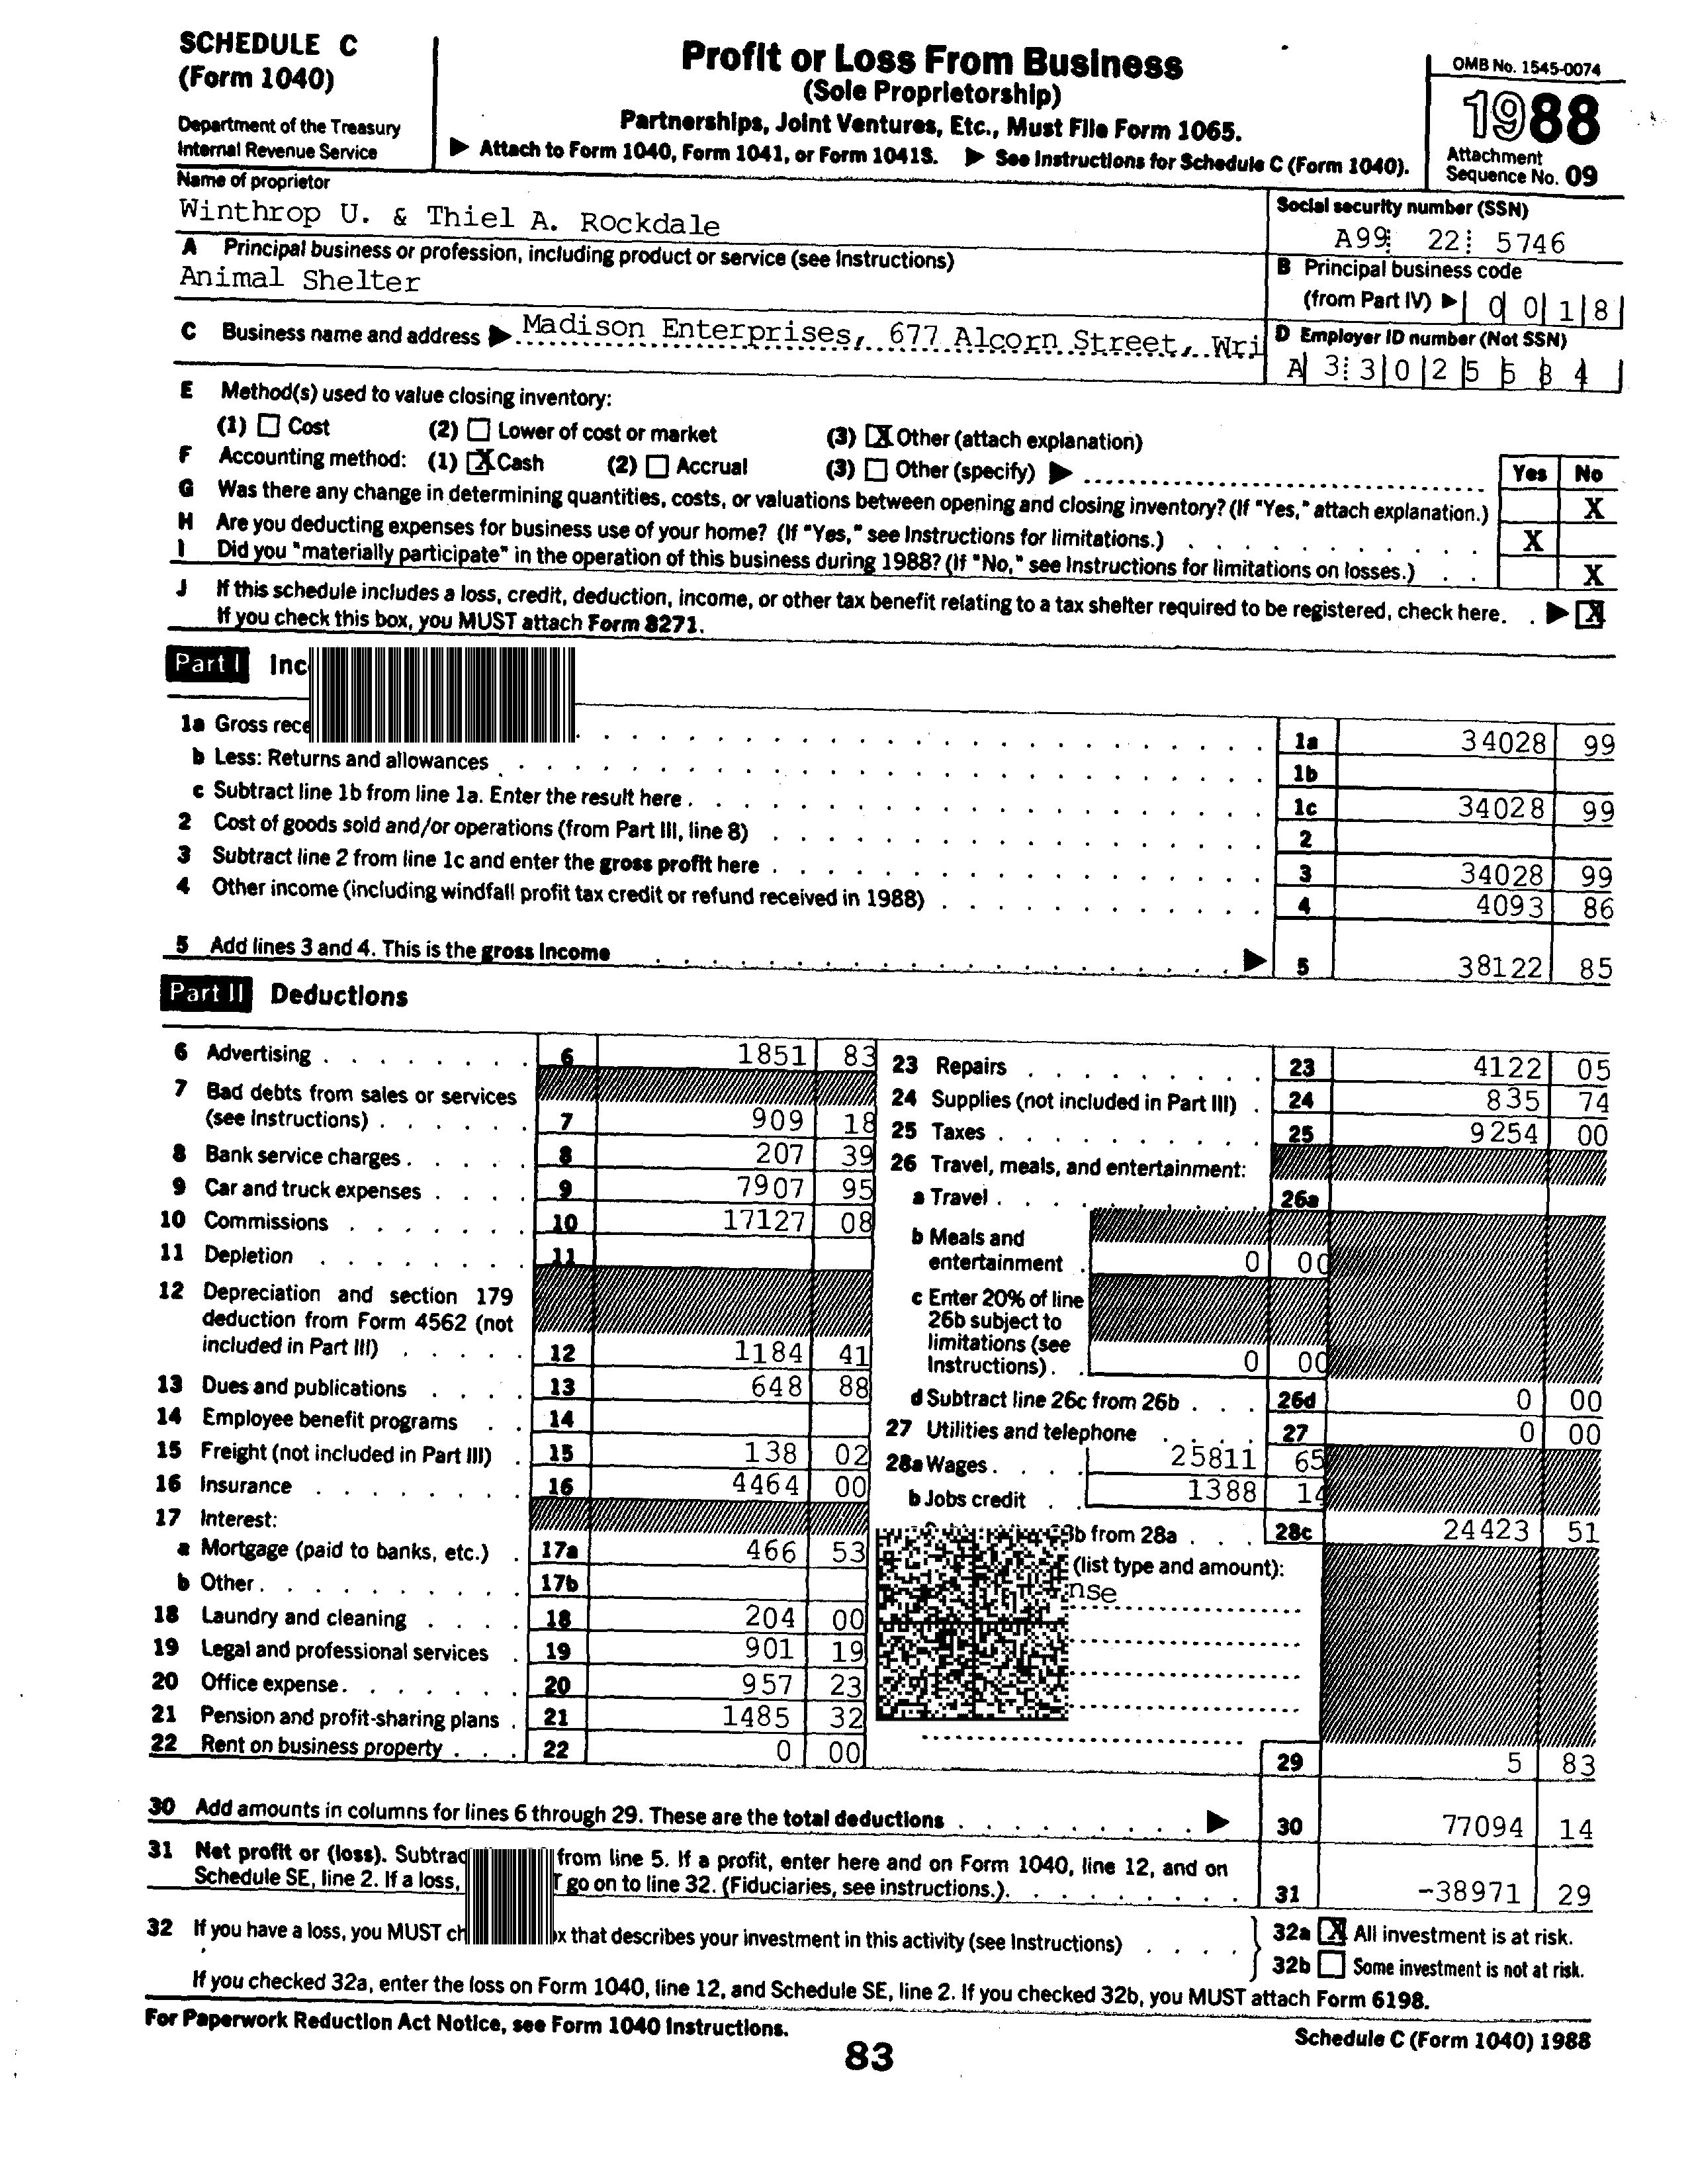 SCHEDULE C
(Form 1040)
Department of the Treasury
Internal Revenue Service
Profit or Loss From Business
(Sole Proprietorship)
Partnerships, Joint Ventures, Etc., Must File Form 1065.
▶ Attach to Form 1040, Form 1041, or Form 1041S. ▶ See Instructions for Schedule C (Form 1040).
OMB No. 1545-0074
1988
Attachment
Sequence No. 09
Name of proprietor
Winthrop U. & Thiel A. Rockdale
Social security number (SSN)
A99 22 5746
A Principal business or profession, including product or service (see Instructions)
Animal Shelter
B Principal business code
(from Part IV) ▶ 0 0 1 8
C Business name and address ▶ Madison Enterprises, 677 Alcorn Street, Wri
D Employer ID number (Not SSN)
A 3 3 0 2 5 5 8 4
E Method(s) used to value closing inventory:
(1) Cost (2) Lower of cost or market (3) X Other (attach explanation)
F Accounting method: (1) X Cash (2) Accrual (3) Other (specify) ▶
Yes No
G Was there any change in determining quantities, costs, or valuations between opening and closing inventory? (If "Yes," attach explanation.) X
H Are you deducting expenses for business use of your home? (If "Yes," see Instructions for limitations.) X
I Did you "materially participate" in the operation of this business during 1988? (If "No," see Instructions for limitations on losses.) X
J If this schedule includes a loss, credit, deduction, income, or other tax benefit relating to a tax shelter required to be registered, check here. ▶ X
If you check this box, you MUST attach Form 8271.
Part I Inc
1a Gross rece 1a 34028 99
b Less: Returns and allowances 1b
c Subtract line 1b from line 1a. Enter the result here 1c 34028 99
2 Cost of goods sold and/or operations (from Part III, line 8) 2
3 Subtract line 2 from line 1c and enter the gross profit here 3 34028 99
4 Other income (including windfall profit tax credit or refund received in 1988) 4 4093 86
5 Add lines 3 and 4. This is the gross income ▶ 5 38122 85
Part II Deductions
6 Advertising 6 1851 83
7 Bad debts from sales or services
(see Instructions) 7 909 18
8 Bank service charges 8 207 39
9 Car and truck expenses 9 7907 95
10 Commissions 10 17127 08
11 Depletion 11
12 Depreciation and section 179
deduction from Form 4562 (not
included in Part III) 12 1184 41
13 Dues and publications 13 648 88
14 Employee benefit programs 14
15 Freight (not included in Part III) 15 138 02
16 Insurance 16 4464 00
17 Interest:
a Mortgage (paid to banks, etc.) 17a 466 53
b Other 17b
18 Laundry and cleaning 18 204 00
19 Legal and professional services 19 901 19
20 Office expense 20 957 23
21 Pension and profit-sharing plans 21 1485 32
22 Rent on business property 22 0 00
23 Repairs 23 4122 05
24 Supplies (not included in Part III) 24 835 74
25 Taxes 25 9254 00
26 Travel, meals, and entertainment:
a Travel 26a
b Meals and
entertainment 0 00
c Enter 20% of line
26b subject to
limitations (see
Instructions) 0 00
d Subtract line 26c from 26b 26d 0 00
27 Utilities and telephone 27 0 00
28a Wages 25811 65
b Jobs credit 1388 14
b from 28a 28c 24423 51
(list type and amount):
nse
29 5 83
30 Add amounts in columns for lines 6 through 29. These are the total deductions ▶ 30 77094 14
31 Net profit or (loss). Subtrac from line 5. If a profit, enter here and on Form 1040, line 12, and on
Schedule SE, line 2. If a loss, go on to line 32. (Fiduciaries, see instructions.) 31 -38971 29
32 If you have a loss, you MUST ch x that describes your investment in this activity (see Instructions)
32a X All investment is at risk.
32b Some investment is not at risk.
If you checked 32a, enter the loss on Form 1040, line 12, and Schedule SE, line 2. If you checked 32b, you MUST attach Form 6198.
For Paperwork Reduction Act Notice, see Form 1040 Instructions.
83
Schedule C (Form 1040) 1988